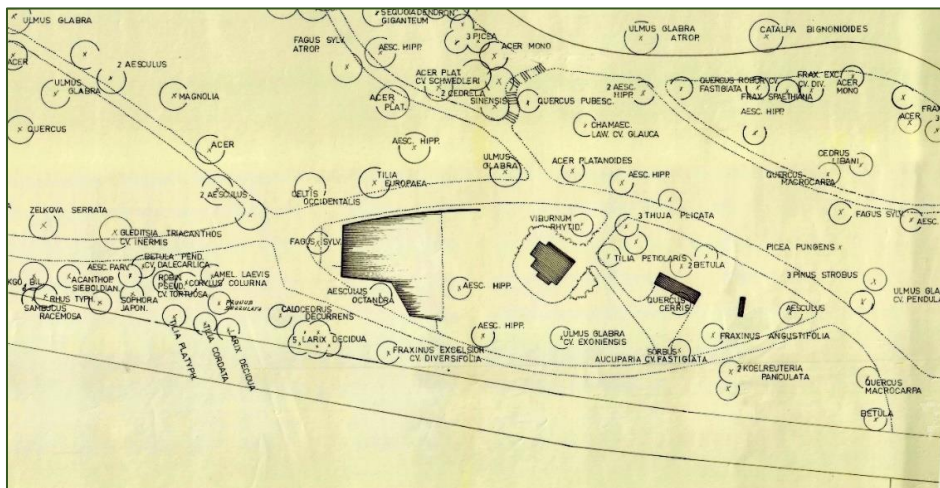 ULMUS GLABRA
SEQUOIADENDRON
GIGANTEUM
3 PICEA
ULMUS GLABRA
ATROP.
CATALPA BIGNONIOIDES
ACER
2 AESCULUS
FAGUS SYLV.
ATROP.
AESC. HIPP.
ACER MONO
ULMUS
GLABRA
MAGNOLIA
ACER PLAT.
CV SCHWEDLERI
2 CEDRELA
SINENSIS
ACER
PLAT.
QUERCUS PUBESC.
2 AESC.
HIPP.
QUERCUS ROBUR CV.
FASTIGIATA
FRAX. EXC.
CV. DIV.
ACER
MONO
FRAX. SPAETHIANA
QUERCUS
CHAMAEC.
LAW. CV. GLAUCA
AESC. HIPP.
ACER
3
ACER
AESC. HIPP.
ULMUS
GLABRA
ACER PLATANOIDES
CEDRUS
LIBANI
TILIA
EUROPAEA
AESC. HIPP.
QUERCUS
MACROCARPA
2 AESCULUS
CELTIS
OCCIDENTALIS
ZELKOVA SERRATA
VIBURNUM
RHYTID.
3 THUJA PLICATA
FAGUS SYLV.
AESC.
GLEDITSIA TRIACANTHOS
CV. INERMIS
FAGUS SYLV.
PICEA PUNGENS
BETULA PEND.
CV. DALECARLICA
TILIA PETIOLARIS
2 BETULA
AESC. PARV.
ACANTHOP.
SIEBOLDIAN.
ROBIN.
PSEUD.
CV. TORTUOSA
AMEL. LAEVIS
CORYLUS COLURNA
3 PINUS STROBUS
BIL.
RHUS TYPH.
SAMBUCUS
RACEMOSA
SOPHORA
JAPON.
PRUNUS
AESCULUS
OCTANDRA
AESC. HIPP.
QUERCUS
CERRIS
AESCULUS
ULMUS GLA
CV. PENDULA
CALOCEDRUS
DECURRENS
5 LARIX DECIDUA
TILIA PLATYPH.
TILIA CORDATA
LARIX DECIDUA
AESC. HIPP.
ULMUS GLABRA
CV. EXONIENSIS
FRAXINUS ANGUSTIFOLIA
FRAXINUS EXCELSIOR
CV. DIVERSIFOLIA
SORBUS
AUCUPARIA CV. FASTIGIATA
2 KOELREUTERIA
PANICULATA
QUERCUS
MACROCARPA
BETULA